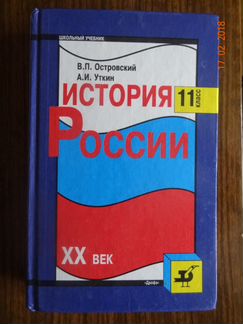 ШКОЛЬНЫЙ УЧЕБНИК
В.П. Островский
А.И. Уткин
ИСТОРИЯ
11 КЛАСС
РОССИИ
XX ВЕК
«Дрофа»
17/02/2018